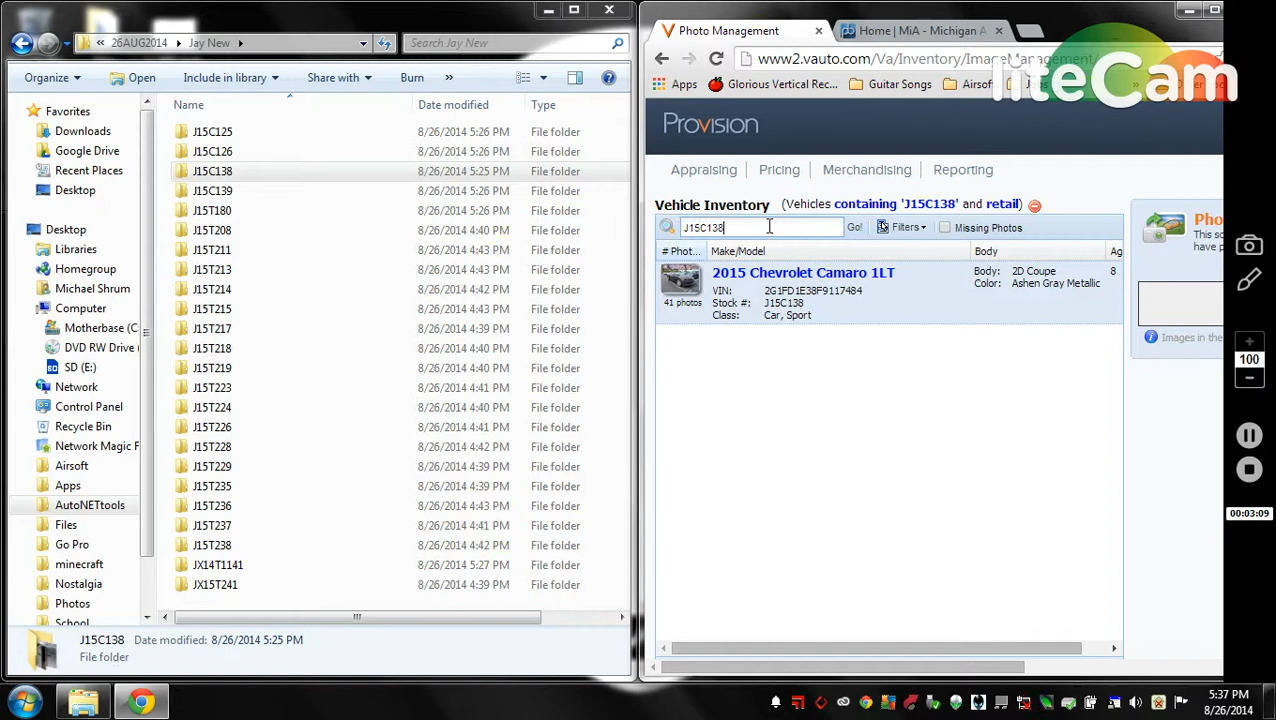 « 26AUG2014 ▸ Jay New ▸
Search Jay New
Organize
Open
Include in library
Share with
Burn
»
Name
Date modified
Type
Favorites
Downloads
Google Drive
Recent Places
Desktop
Desktop
Libraries
Homegroup
Michael Shrum
Computer
Motherbase (C
DVD RW Drive (
SD (E:)
Network
Control Panel
Recycle Bin
Network Magic F
Airsoft
Apps
AutoNETtools
Files
Go Pro
minecraft
Nostalgia
Photos
School
J15C125 8/26/2014 5:26 PM File folder
J15C126 8/26/2014 5:26 PM File folder
J15C138 8/26/2014 5:25 PM File folder
J15C139 8/26/2014 5:26 PM File folder
J15T180 8/26/2014 5:26 PM File folder
J15T208 8/26/2014 4:40 PM File folder
J15T211 8/26/2014 4:40 PM File folder
J15T213 8/26/2014 4:43 PM File folder
J15T214 8/26/2014 4:42 PM File folder
J15T215 8/26/2014 4:43 PM File folder
J15T217 8/26/2014 4:39 PM File folder
J15T218 8/26/2014 4:40 PM File folder
J15T219 8/26/2014 4:40 PM File folder
J15T223 8/26/2014 4:41 PM File folder
J15T224 8/26/2014 4:40 PM File folder
J15T226 8/26/2014 4:42 PM File folder
J15T228 8/26/2014 4:42 PM File folder
J15T229 8/26/2014 4:39 PM File folder
J15T235 8/26/2014 4:39 PM File folder
J15T236 8/26/2014 4:43 PM File folder
J15T237 8/26/2014 4:41 PM File folder
J15T238 8/26/2014 4:42 PM File folder
JX14T1141 8/26/2014 5:27 PM File folder
JX15T241 8/26/2014 4:39 PM File folder
J15C138 Date modified: 8/26/2014 5:25 PM
File folder
Photo Management
Home | MiA - Michigan A
www2.vauto.com/Va/Inventory/ImageManagement/
Apps
Glorious Vertical Rec...
Guitar Songs
Airsof
liteCam
Provision
Appraising
Pricing
Merchandising
Reporting
Vehicle Inventory (Vehicles containing 'J15C138' and retail)
J15C138
Go!
Filters
Missing Photos
# Phot...
Make/Model
Body
Ag
2015 Chevrolet Camaro 1LT
VIN: 2G1FD1E38F9117484
Stock #: J15C138
Class: Car, Sport
41 photos
Body: 2D Coupe
Color: Ashen Gray Metallic
8
Pho
See
have p
Images in the
100
00:03:09
5:37 PM
8/26/2014